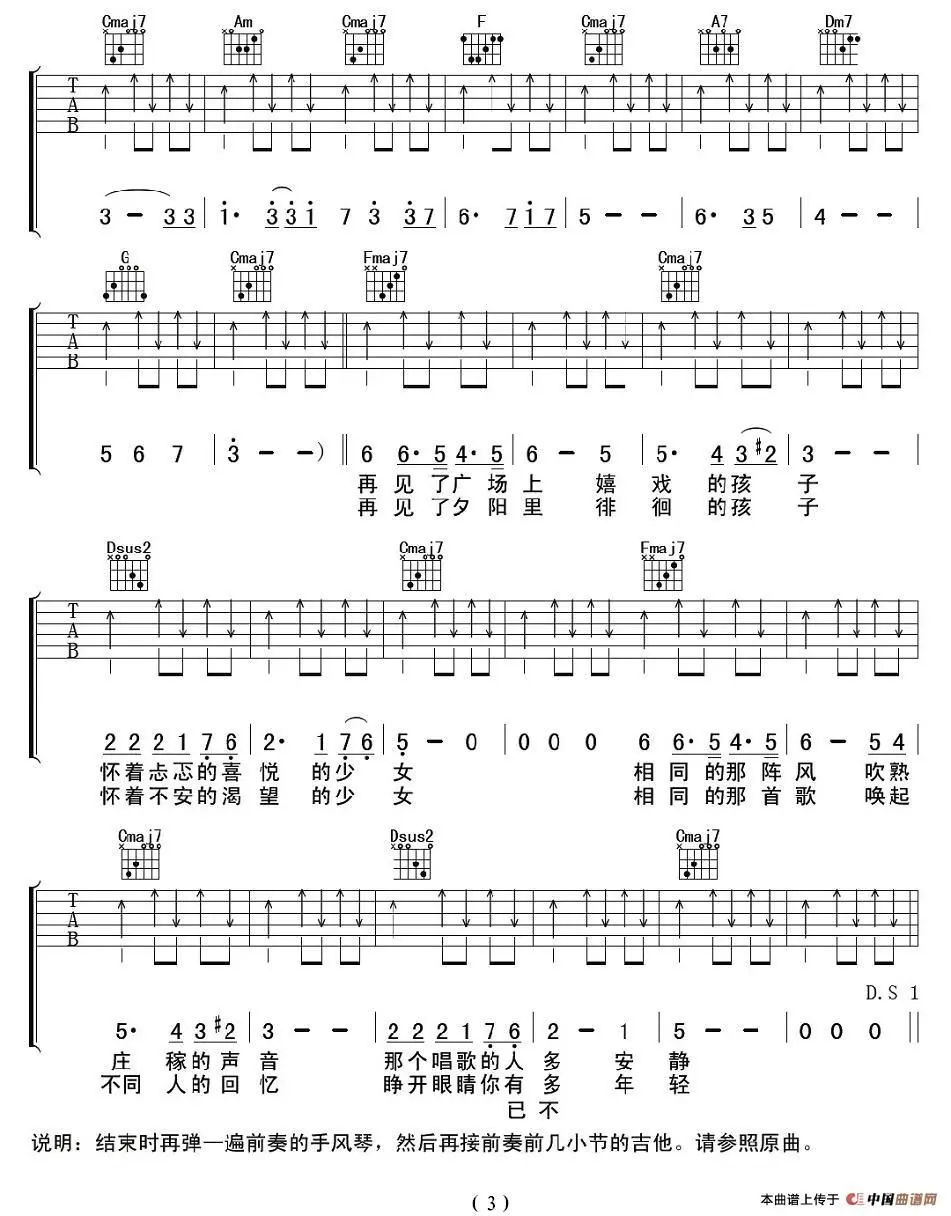 Cmaj7 Am Cmaj7 F Cmaj7 A7 Dm7
T
A
B
3 - 3 3 | 1· 3 3 1 7 3 3 7 | 6· 7 1 7 | 5 - - | 6· 3 5 | 4 - - |
G Cmaj7 Fmaj7 Cmaj7
T
A
B
5 6 7 | 3 - - ) || 6 6· 5 4· 5 | 6 - 5 | 5· 4 3 #2 | 3 - - |
再见了广场上 嬉 戏 的孩 子
再见了夕阳里 徘 徊 的孩 子
Dsus2 Cmaj7 Fmaj7
T
A
B
2 2 2 1 7 6 | 2· 1 7 6 | 5 - 0 | 0 0 0 6 6· 5 4· 5 | 6 - 5 4 |
怀着忐忑的喜 悦 的少 女 相同的那阵风 吹熟
怀着不安的渴 望 的少 女 相同的那首歌 唤起
Cmaj7 Dsus2 Cmaj7
T
A
B
D.S 1
5· 4 3 #2 | 3 - - | 2 2 2 1 7 6 | 2 - 1 | 5 - - | 0 0 0 ||
庄 稼的声 音 那个唱歌的人 多 安 静
不同 人的回 忆 睁开眼睛你有 多 年 轻
已 不
说明：结束时再弹一遍前奏的手风琴，然后再接前奏前几小节的吉他。请参照原曲。
( 3 )
本曲谱上传于 中国曲谱网